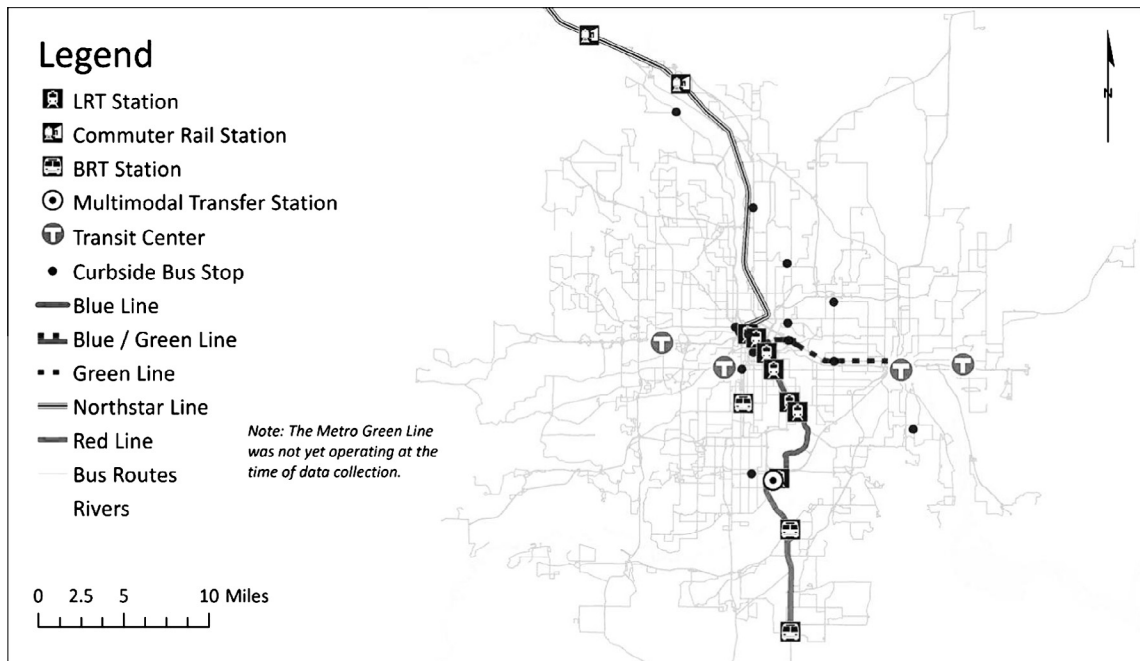 Legend
LRT Station
Commuter Rail Station
BRT Station
Multimodal Transfer Station
Transit Center
Curbside Bus Stop
Blue Line
Blue / Green Line
Green Line
Northstar Line
Red Line
Bus Routes
Rivers
Note: The Metro Green Line
was not yet operating at the
time of data collection.
0 2.5 5 10 Miles
N
T
T
T
T
T